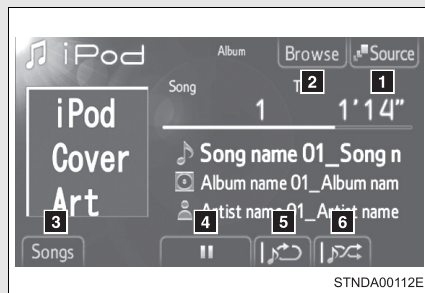 iPod
Album
Browse
Source
2
1
Song
T
1
1'14"
iPod
Cover
Art
Song name 01_Song n
Album name 01_Album nam
Artist name 01_Artist name
3
4
5
6
Songs
STNDA00112E